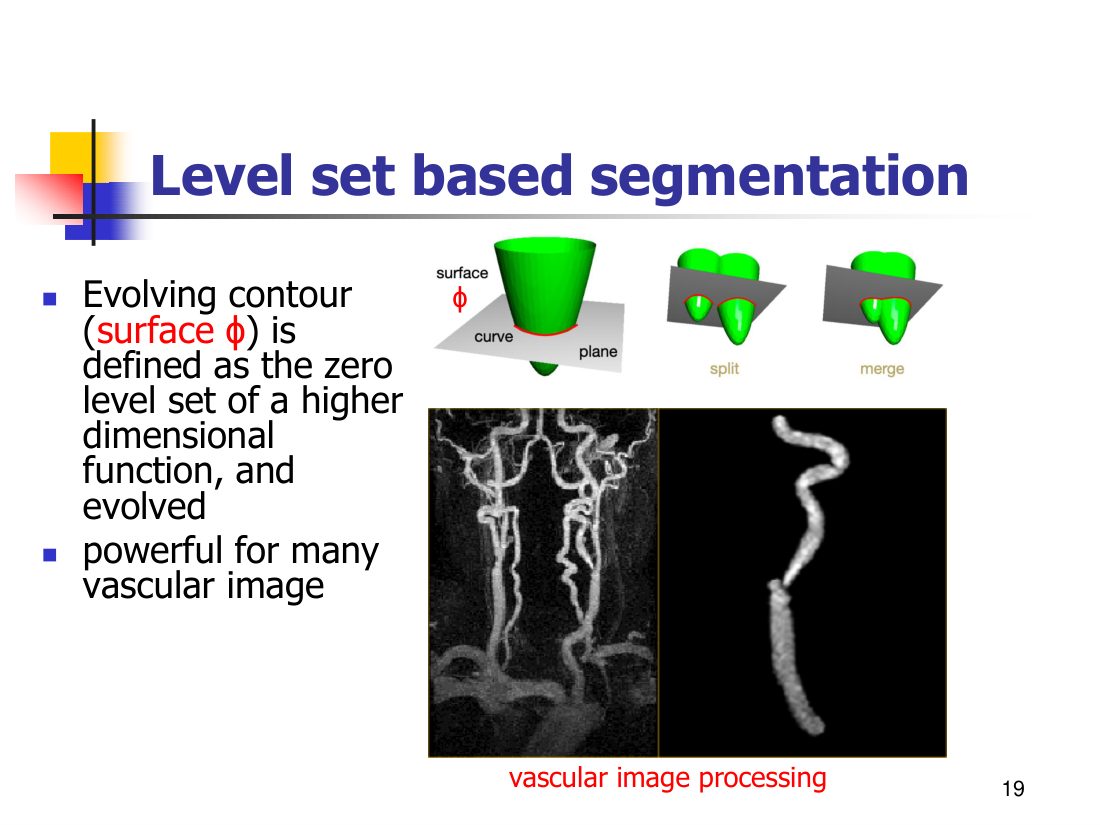 Level set based segmentation
Evolving contour
(surface ϕ) is
defined as the zero
level set of a higher
dimensional
function, and
evolved
powerful for many
vascular image
surface
ϕ
curve
plane
split
merge
vascular image processing
19